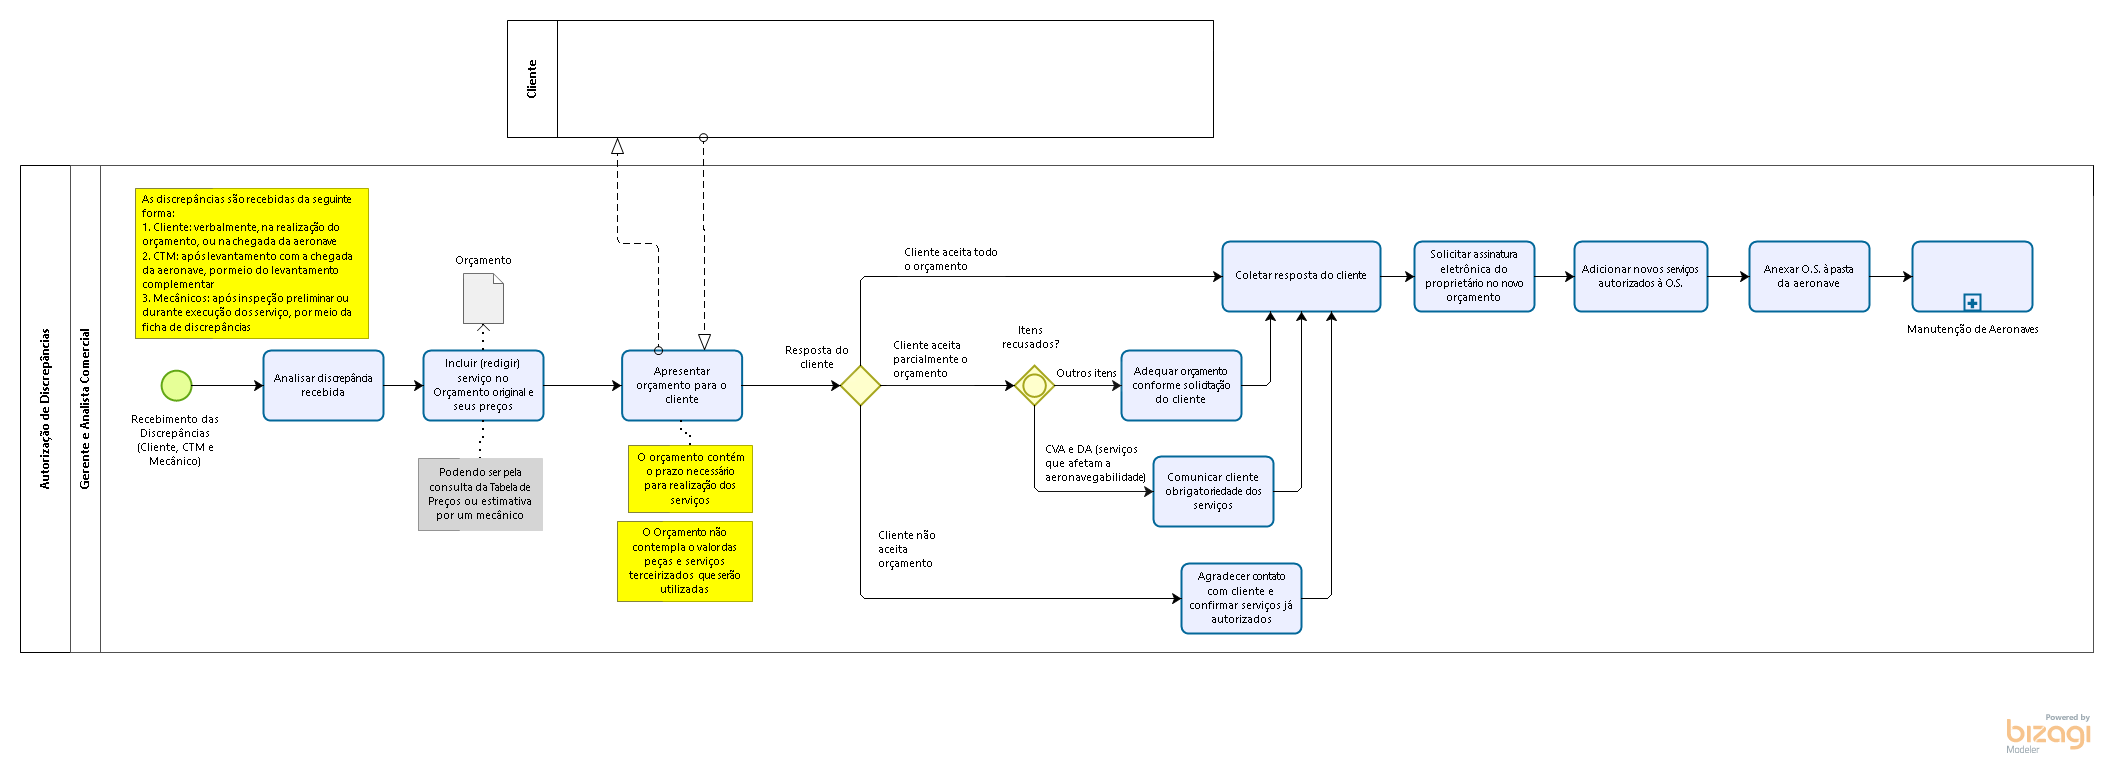 Cliente
Autorização de Discrepâncias
Gerente e Analista Comercial
As discrepâncias são recebidas da seguinte
forma:
1. Cliente: verbalmente, na realização do
orçamento, ou na chegada da aeronave
2. CTM: após levantamento com a chegada
da aeronave, por meio do levantamento
complementar
3. Mecânicos: após inspeção preliminar ou
durante execução dos serviço, por meio da
ficha de discrepâncias
Recebimento das
Discrepâncias
(Cliente, CTM e
Mecânico)
Analisar discrepância
recebida
Orçamento
Incluir (redigir)
serviço no
Orçamento original e
seus preços
Podendo ser pela
consulta da Tabela de
Preços ou estimativa
por um mecânico
Apresentar
orçamento para o
cliente
O orçamento contém
o prazo necessário
para realização dos
serviços
O Orçamento não
contempla o valor das
peças e serviços
terceirizados que serão
utilizadas
Resposta do
cliente
Cliente aceita todo
o orçamento
Cliente aceita
parcialmente o
orçamento
Cliente não
aceita
orçamento
Itens
recusados?
Outros itens
CVA e DA (serviços
que afetam a
aeronavegabilidade)
Adequar orçamento
conforme solicitação
do cliente
Comunicar cliente
obrigatoriedade dos
serviços
Agradecer contato
com cliente e
confirmar serviços já
autorizados
Coletar resposta do cliente
Solicitar assinatura
eletrônica do
proprietário no novo
orçamento
Adicionar novos serviços
autorizados à O.S.
Anexar O.S. à pasta
da aeronave
Manutenção de Aeronaves
Powered by
bizagi
Modeler